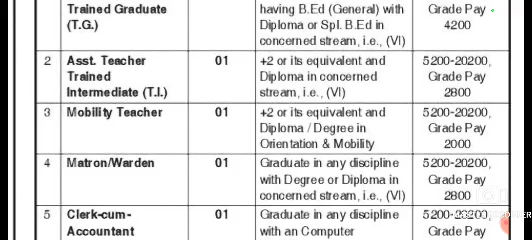 Trained Graduate having B.Ed (General) with Grade Pay
(T.G.) Diploma or Spl. B.Ed in 4200
concerned stream, i.e., (VI)
2 Asst. Teacher 01 +2 or its equivalent and 5200-20200,
Trained Diploma in concerned Grade Pay
Intermediate (T.I.) stream, i.e., (VI) 2800
3 Mobility Teacher 01 +2 or its equivalent and 5200-20200,
Diploma / Degree in Grade Pay
Orientation & Mobility 2000
4 Matron/Warden 01 Graduate in any discipline 5200-20200,
with Degree or Diploma in Grade Pay
concerned stream, i.e., (VI) 2800
5 Clerk-cum- 01 Graduate in any discipline 5200-20200,
Accountant with an Computer Grade Pay